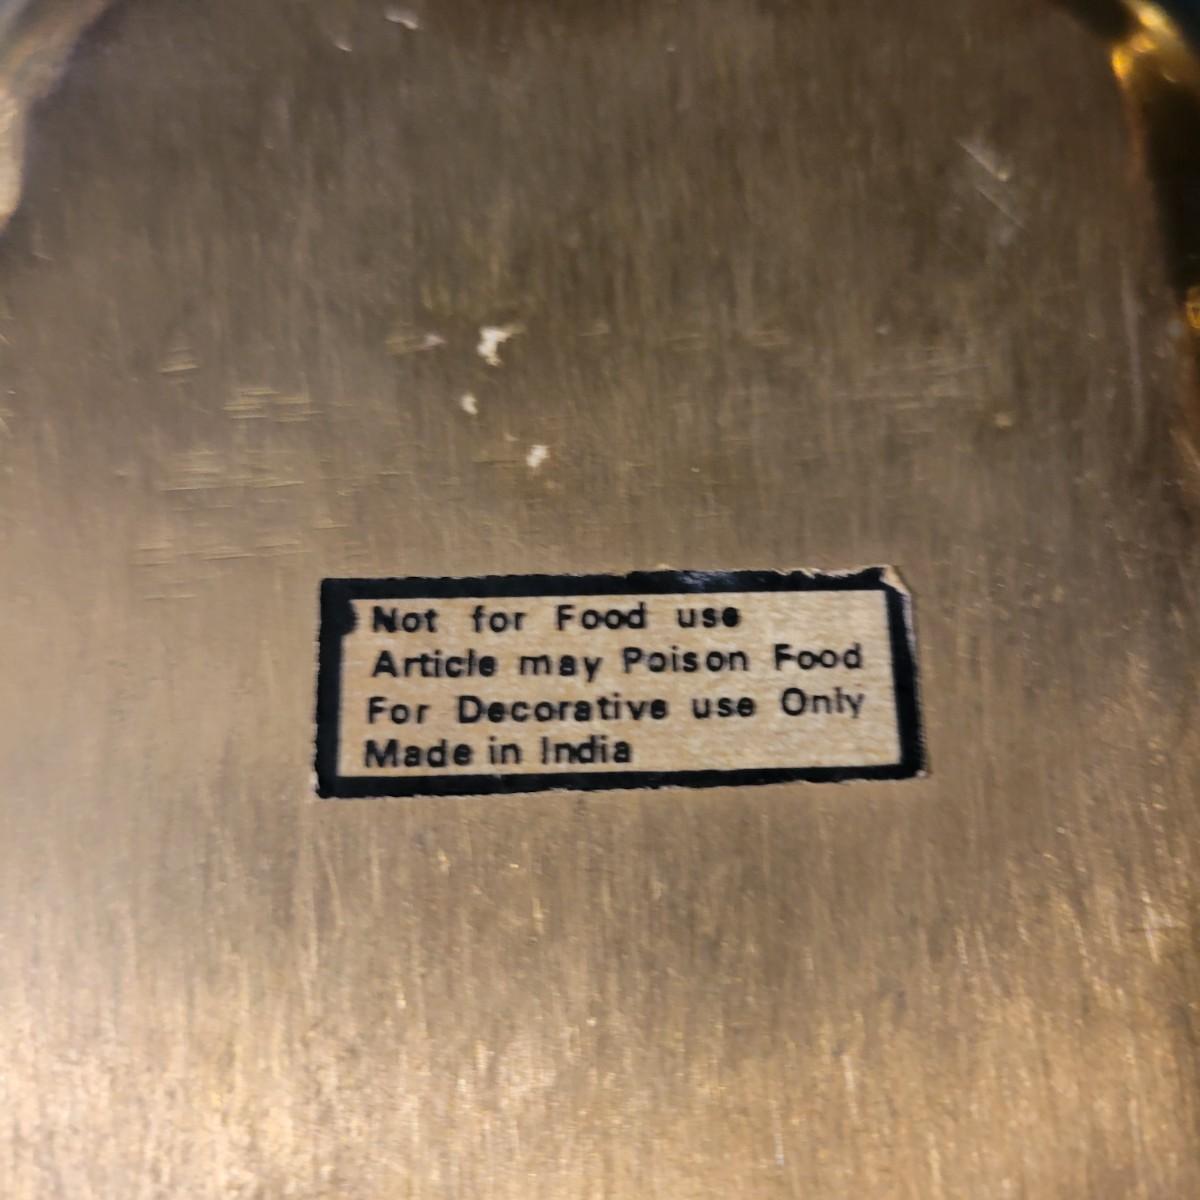 Not for Food use
Article may Poison Food
For Decorative use Only
Made in India